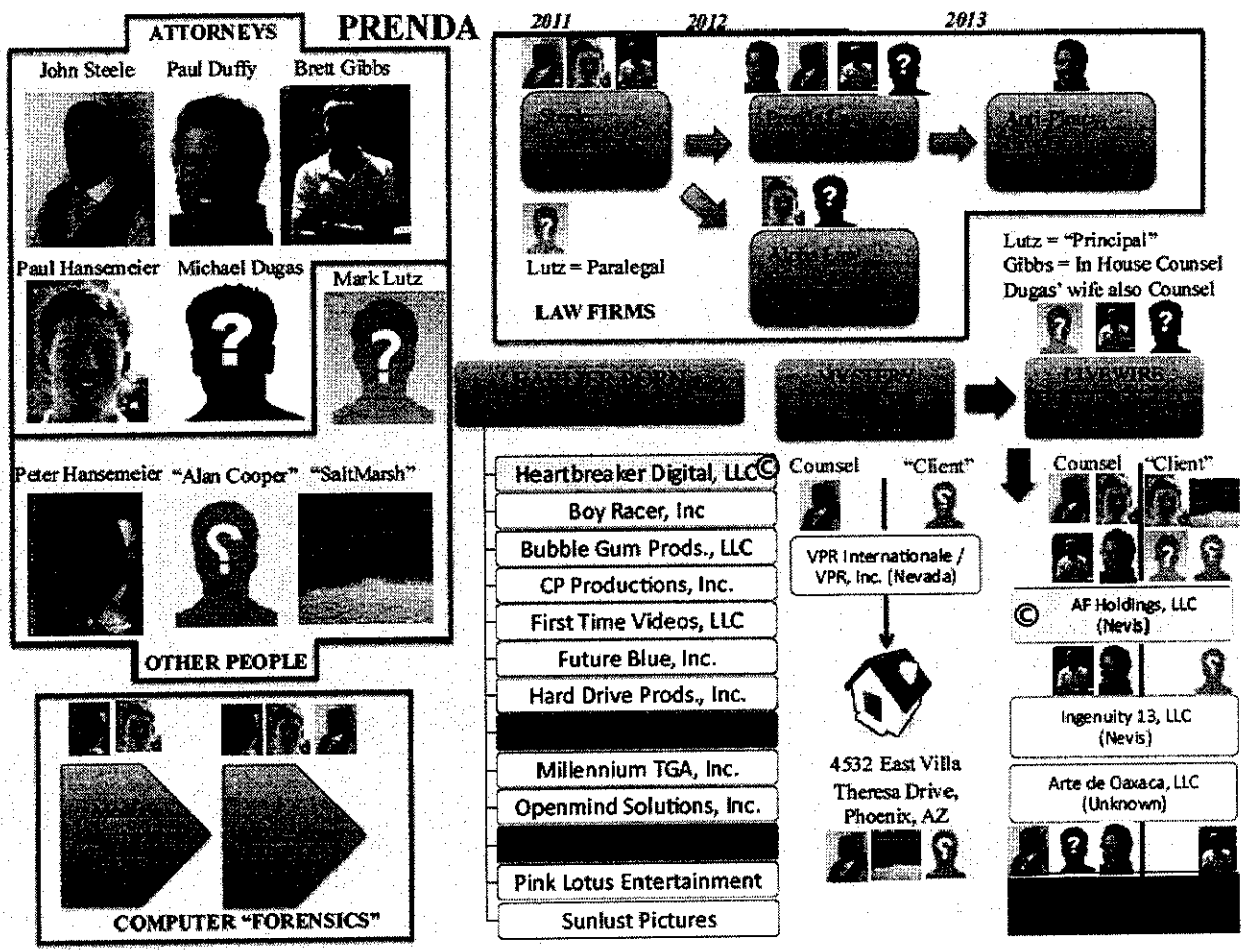 PRENDA
ATTORNEYS
John Steele
Paul Duffy
Brett Gibbs
Paul Hansemeier
Michael Dugas
Mark Lutz
Peter Hansemeier
“Alan Cooper”
“SaltMarsh”
OTHER PEOPLE
COMPUTER “FORENSICS”
2011
2012
2013
Lutz = Paralegal
LAW FIRMS
Lutz = “Principal”
Gibbs = In House Counsel
Dugas’ wife also Counsel
MYSTERY
LIVEWIRE
Heartbreaker Digital, LLC ©
Boy Racer, Inc
Bubble Gum Prods., LLC
CP Productions, Inc.
First Time Videos, LLC
Future Blue, Inc.
Hard Drive Prods., Inc.
Millennium TGA, Inc.
Openmind Solutions, Inc.
Pink Lotus Entertainment
Sunlust Pictures
Counsel
“Client”
VPR Internationale /
VPR, Inc. (Nevada)
4532 East Villa
Theresa Drive,
Phoenix, AZ
Counsel
“Client”
© AF Holdings, LLC
(Nevis)
Ingenuity 13, LLC
(Nevis)
Arte de Oaxaca, LLC
(Unknown)